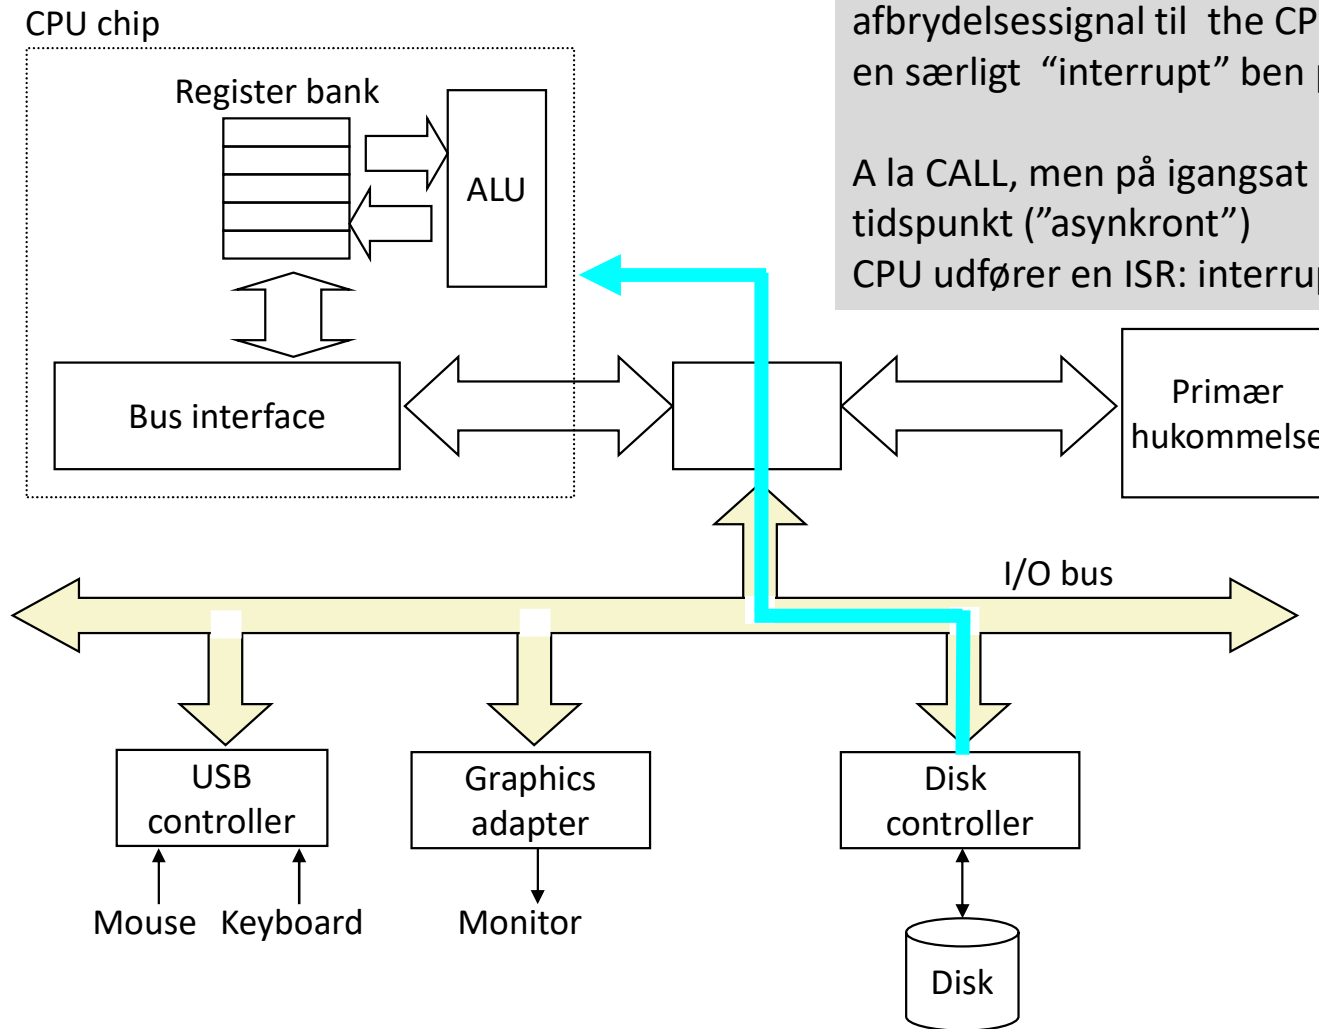 CPU chip
afbrydelsessignal til the CP
en særligt “interrupt” ben p
A la CALL, men på igangsat
tidspunkt (”asynkront”)
CPU udfører en ISR: interrup
Register bank
ALU
Bus interface
Primær
hukommelse
I/O bus
USB
controller
Graphics
adapter
Disk
controller
Mouse
Keyboard
Monitor
Disk